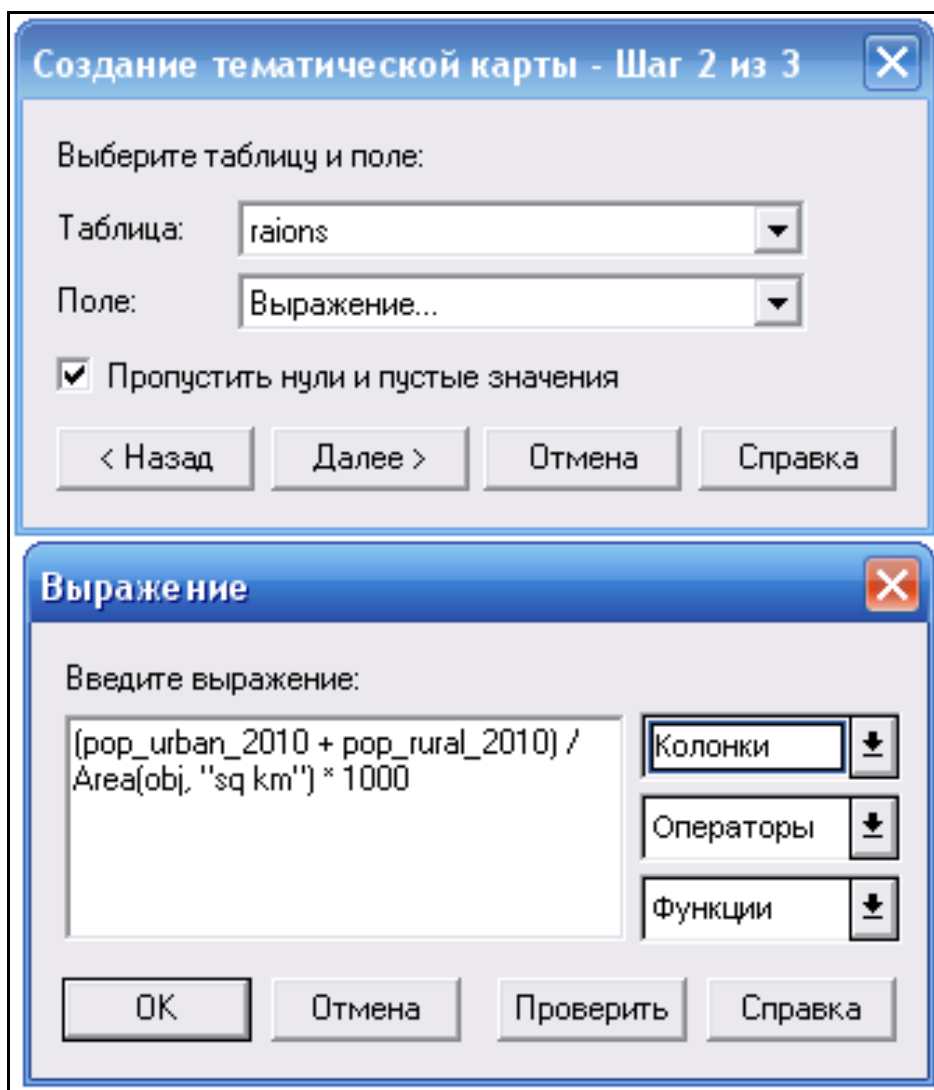 Создание тематической карты - Шаг 2 из 3
Выберите таблицу и поле:
Таблица: raions
Поле: Выражение...
Пропустить нули и пустые значения
< Назад Далее > Отмена Справка
Выражение
Введите выражение:
(pop_urban_2010 + pop_rural_2010) /
Area(obj, "sq km") * 1000
Колонки
Операторы
Функции
OK Отмена Проверить Справка